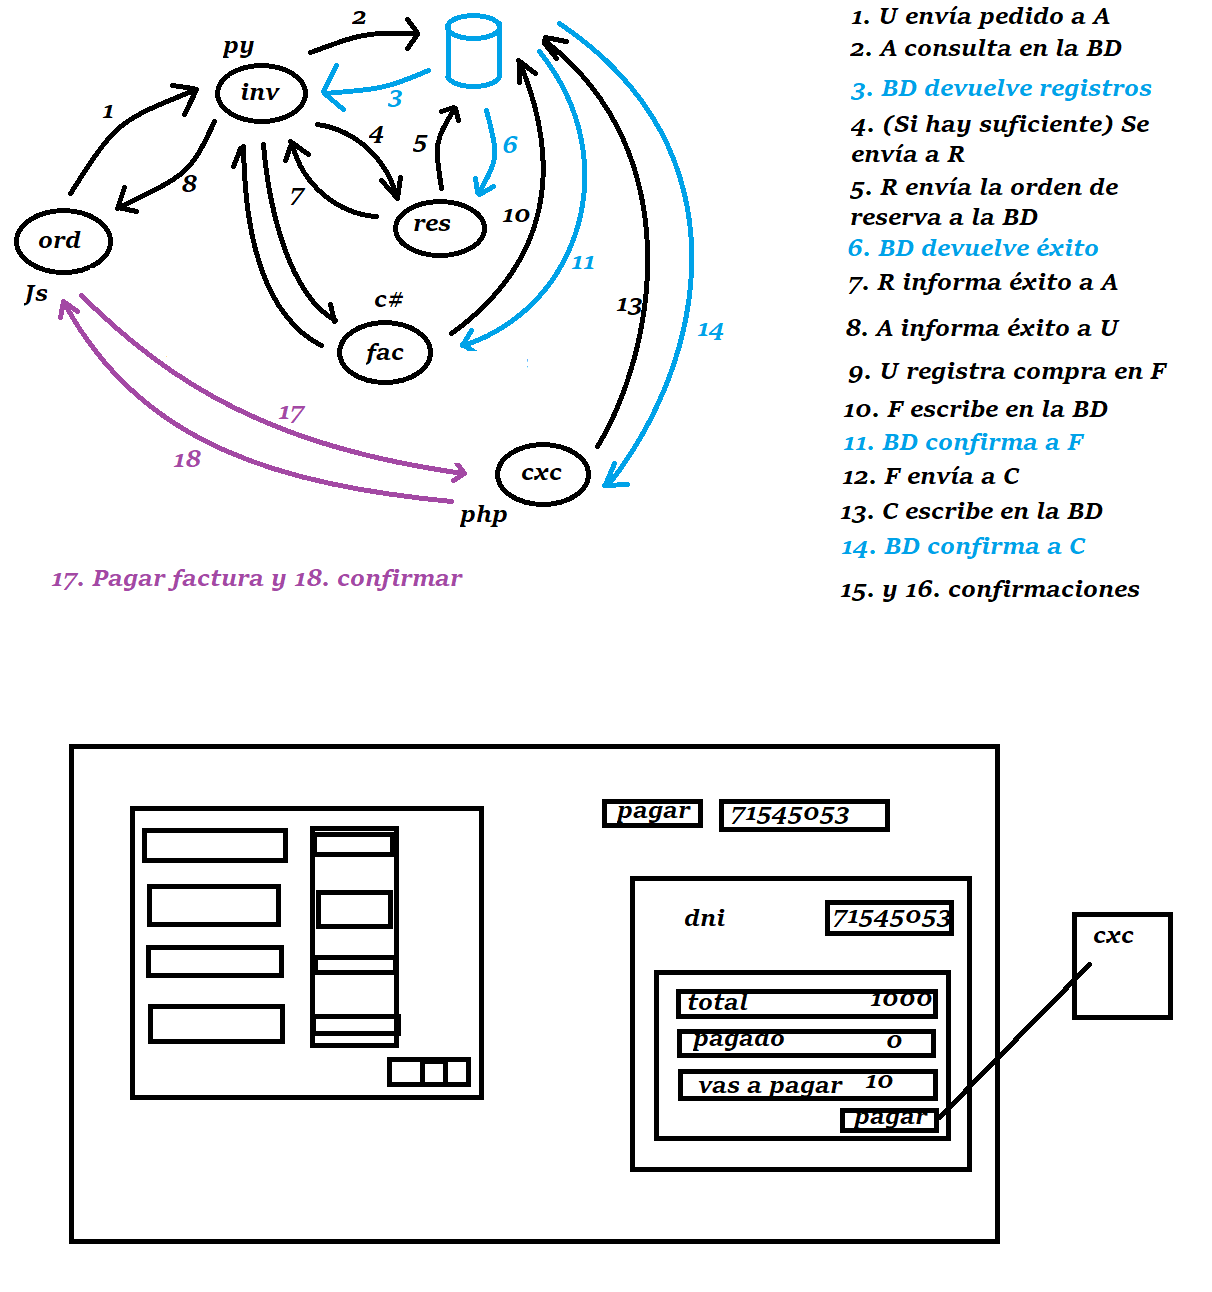 2
py
inv
3
1
4
5
6
8
7
res
10
ord
11
Js
c#
13
14
fac
17
18
cxc
php
17. Pagar factura y 18. confirmar
1. U envía pedido a A
2. A consulta en la BD
3. BD devuelve registros
4. (Si hay suficiente) Se
envía a R
5. R envía la orden de
reserva a la BD
6. BD devuelve éxito
7. R informa éxito a A
8. A informa éxito a U
9. U registra compra en F
10. F escribe en la BD
11. BD confirma a F
12. F envía a C
13. C escribe en la BD
14. BD confirma a C
15. y 16. confirmaciones
pagar 71545053
dni 71545053
total 1000
pagado 0
vas a pagar 10
pagar
cxc